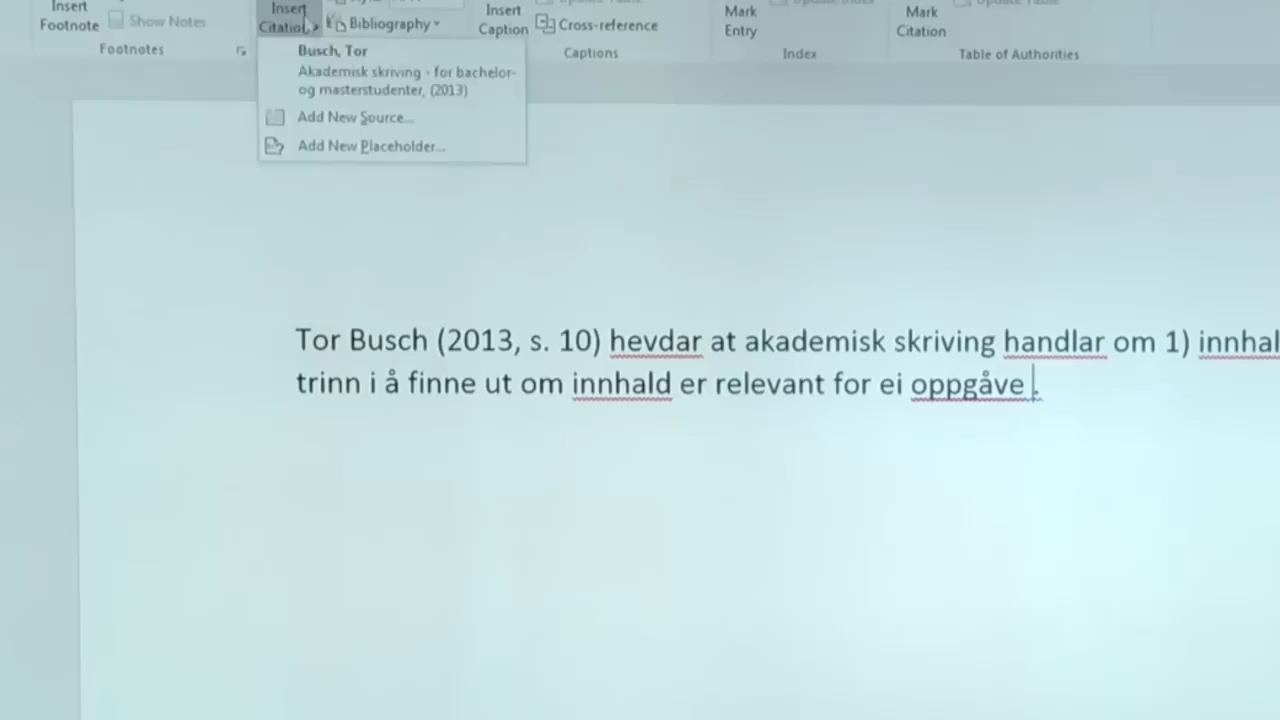 Insert
Footnote
Show Notes
Footnotes
Insert
Citation
Bibliography
Busch, Tor
Akademisk skriving - for bachelor-
og masterstudenter, (2013)
Add New Source...
Add New Placeholder...
Insert
Caption
Cross-reference
Captions
Mark
Entry
Index
Mark
Citation
Table of Authorities
Tor Busch (2013, s. 10) hevdar at akademisk skriving handlar om 1) innhal
trinn i å finne ut om innhald er relevant for ei oppgåve .